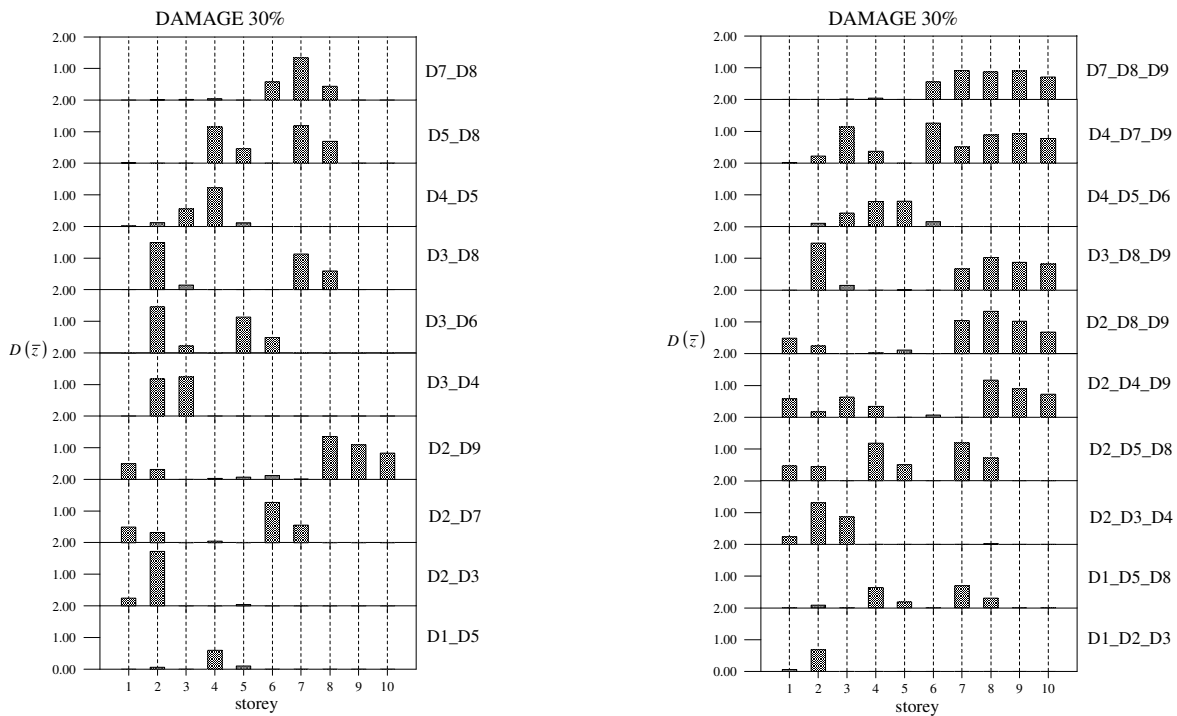 DAMAGE 30%
2.00
1.00 D7_D8
2.00
1.00 D5_D8
2.00
1.00 D4_D5
2.00
1.00 D3_D8
2.00
1.00 D3_D6
D(z̅) 2.00
1.00 D3_D4
2.00
1.00 D2_D9
2.00
1.00 D2_D7
2.00
1.00 D2_D3
2.00
1.00 D1_D5
0.00
1 2 3 4 5 6 7 8 9 10
storey
DAMAGE 30%
2.00
1.00 D7_D8_D9
2.00
1.00 D4_D7_D9
2.00
1.00 D4_D5_D6
2.00
1.00 D3_D8_D9
2.00
1.00 D2_D8_D9
D(z̅) 2.00
1.00 D2_D4_D9
2.00
1.00 D2_D5_D8
2.00
1.00 D2_D3_D4
2.00
1.00 D1_D5_D8
2.00
1.00 D1_D2_D3
0.00
1 2 3 4 5 6 7 8 9 10
storey